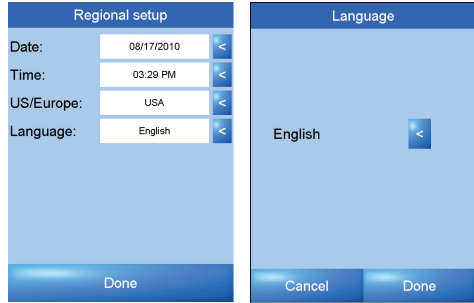 Regional setup
Date: 08/17/2010 <
Time: 03:29 PM <
US/Europe: USA <
Language: English <
Done
Language
English <
Cancel Done